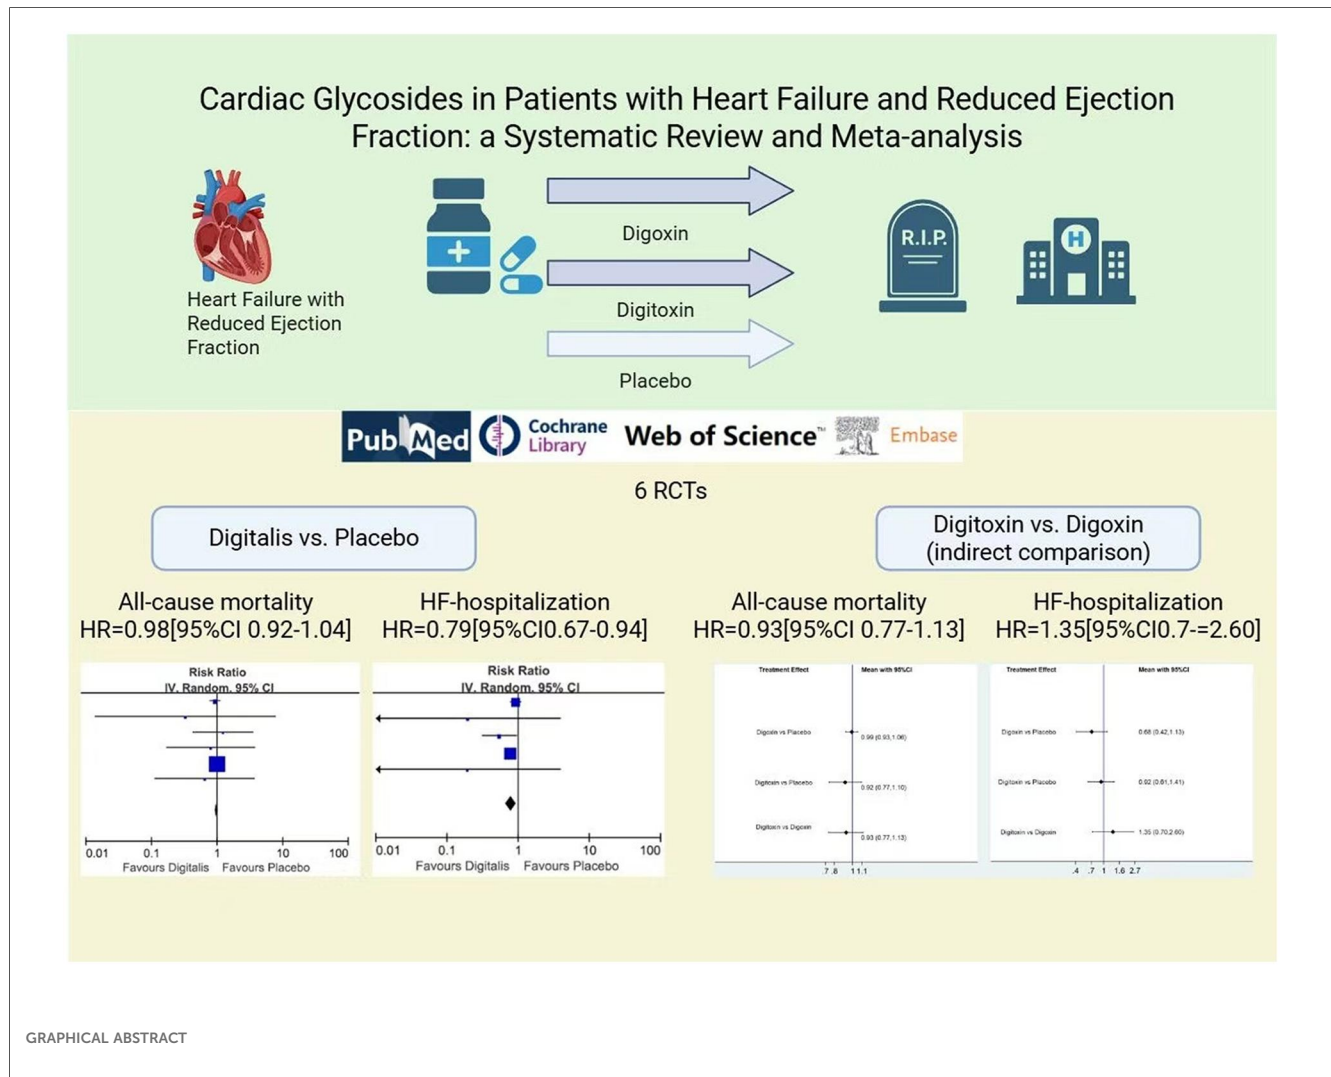 Cardiac Glycosides in Patients with Heart Failure and Reduced Ejection
Fraction: a Systematic Review and Meta-analysis
Heart Failure with
Reduced Ejection
Fraction
Digoxin
Digitoxin
Placebo
R.I.P.
H
PubMed
Cochrane
Library
Web of Science™
Embase
6 RCTs
Digitalis vs. Placebo
All-cause mortality
HR=0.98[95%CI 0.92-1.04]
HF-hospitalization
HR=0.79[95%CI0.67-0.94]
Risk Ratio
IV. Random. 95% CI
0.01 0.1 1 10 100
Favours Digitalis Favours Placebo
Risk Ratio
IV. Random. 95% CI
0.01 0.1 1 10 100
Favours Digitalis Favours Placebo
Digitoxin vs. Digoxin
(indirect comparison)
All-cause mortality
HR=0.93[95%CI 0.77-1.13]
HF-hospitalization
HR=1.35[95%CI0.7-=2.60]
Treatment Effect Mean with 95%CI
Digoxin vs Placebo 0.99 (0.93,1.06)
Digitoxin vs Placebo 0.92 (0.77,1.10)
Digitoxin vs Digoxin 0.93 (0.77,1.13)
.7 .8 1 1.1
Treatment Effect Mean with 95%CI
Digoxin vs Placebo 0.68 (0.42,1.13)
Digitoxin vs Placebo 0.92 (0.61,1.41)
Digitoxin vs Digoxin 1.35 (0.70,2.60)
.4 .7 1 1.6 2.7
GRAPHICAL ABSTRACT